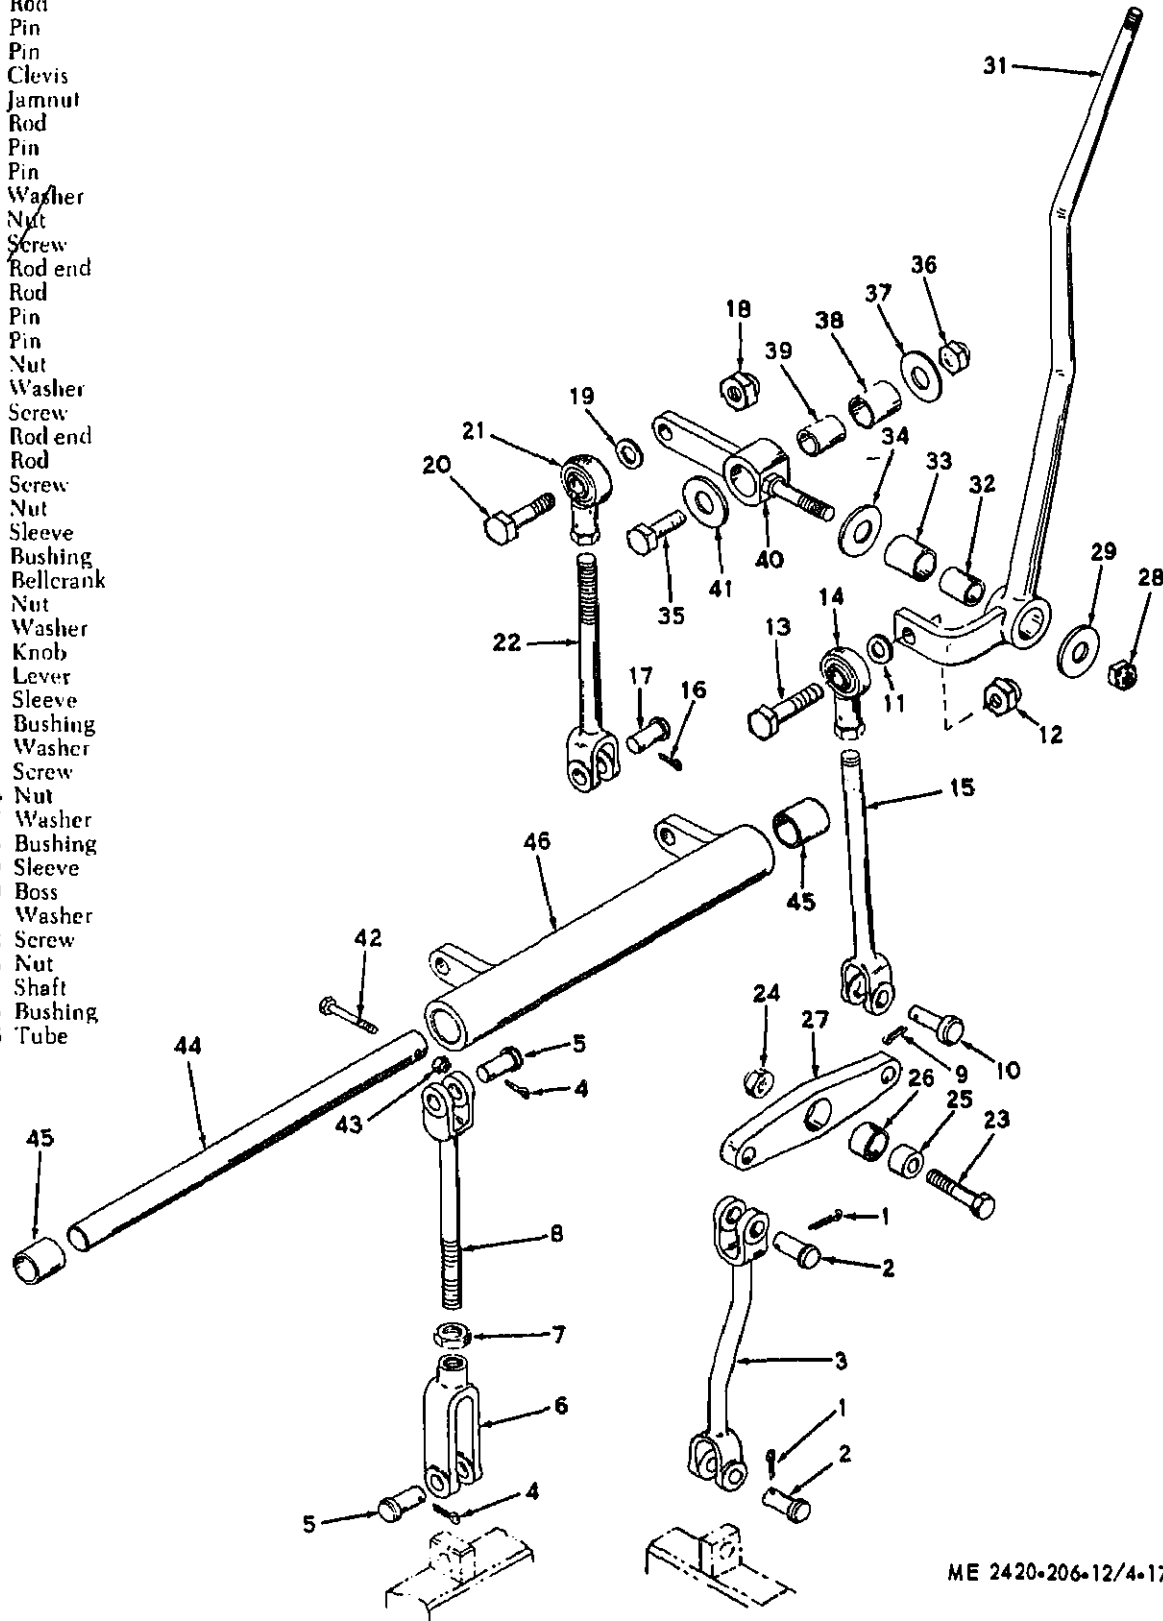 Rod
Pin
Pin
Clevis
Jamnut
Rod
Pin
Pin
Washer
Nut
Screw
Rod end
Rod
Pin
Pin
Nut
Washer
Screw
Rod end
Rod
Screw
Nut
Sleeve
Bushing
Bellcrank
Nut
Washer
Knob
Lever
Sleeve
Bushing
Washer
Screw
Nut
Washer
Bushing
Sleeve
Boss
Washer
Screw
Nut
Shaft
Bushing
Tube
31
36
37
18
38
39
19
34
21
33
20
32
40
41
29
28
35
14
13
22
17
11
16
12
15
46
45
42
24
27
5
44
9
10
4
26
43
25
45
23
1
8
2
7
3
6
1
2
4
5
ME 2420-206-12/4-17